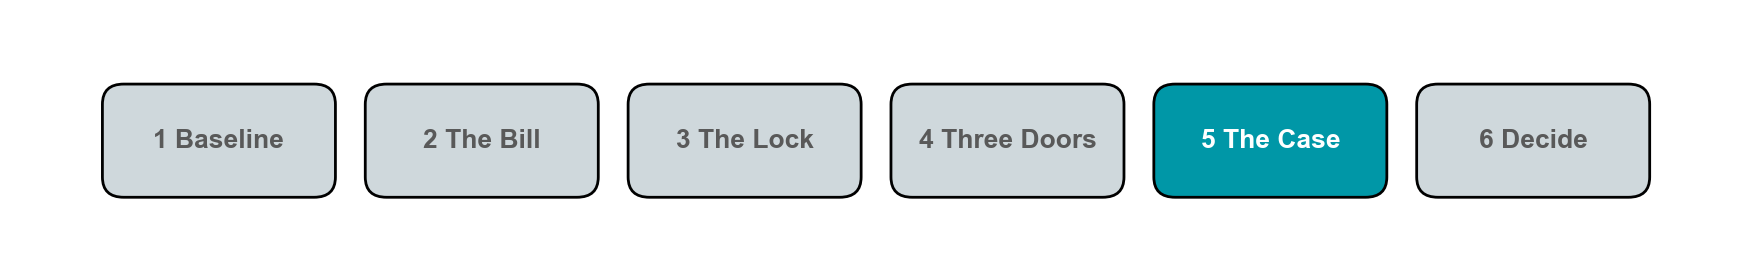 1 Baseline
2 The Bill
3 The Lock
4 Three Doors
5 The Case
6 Decide